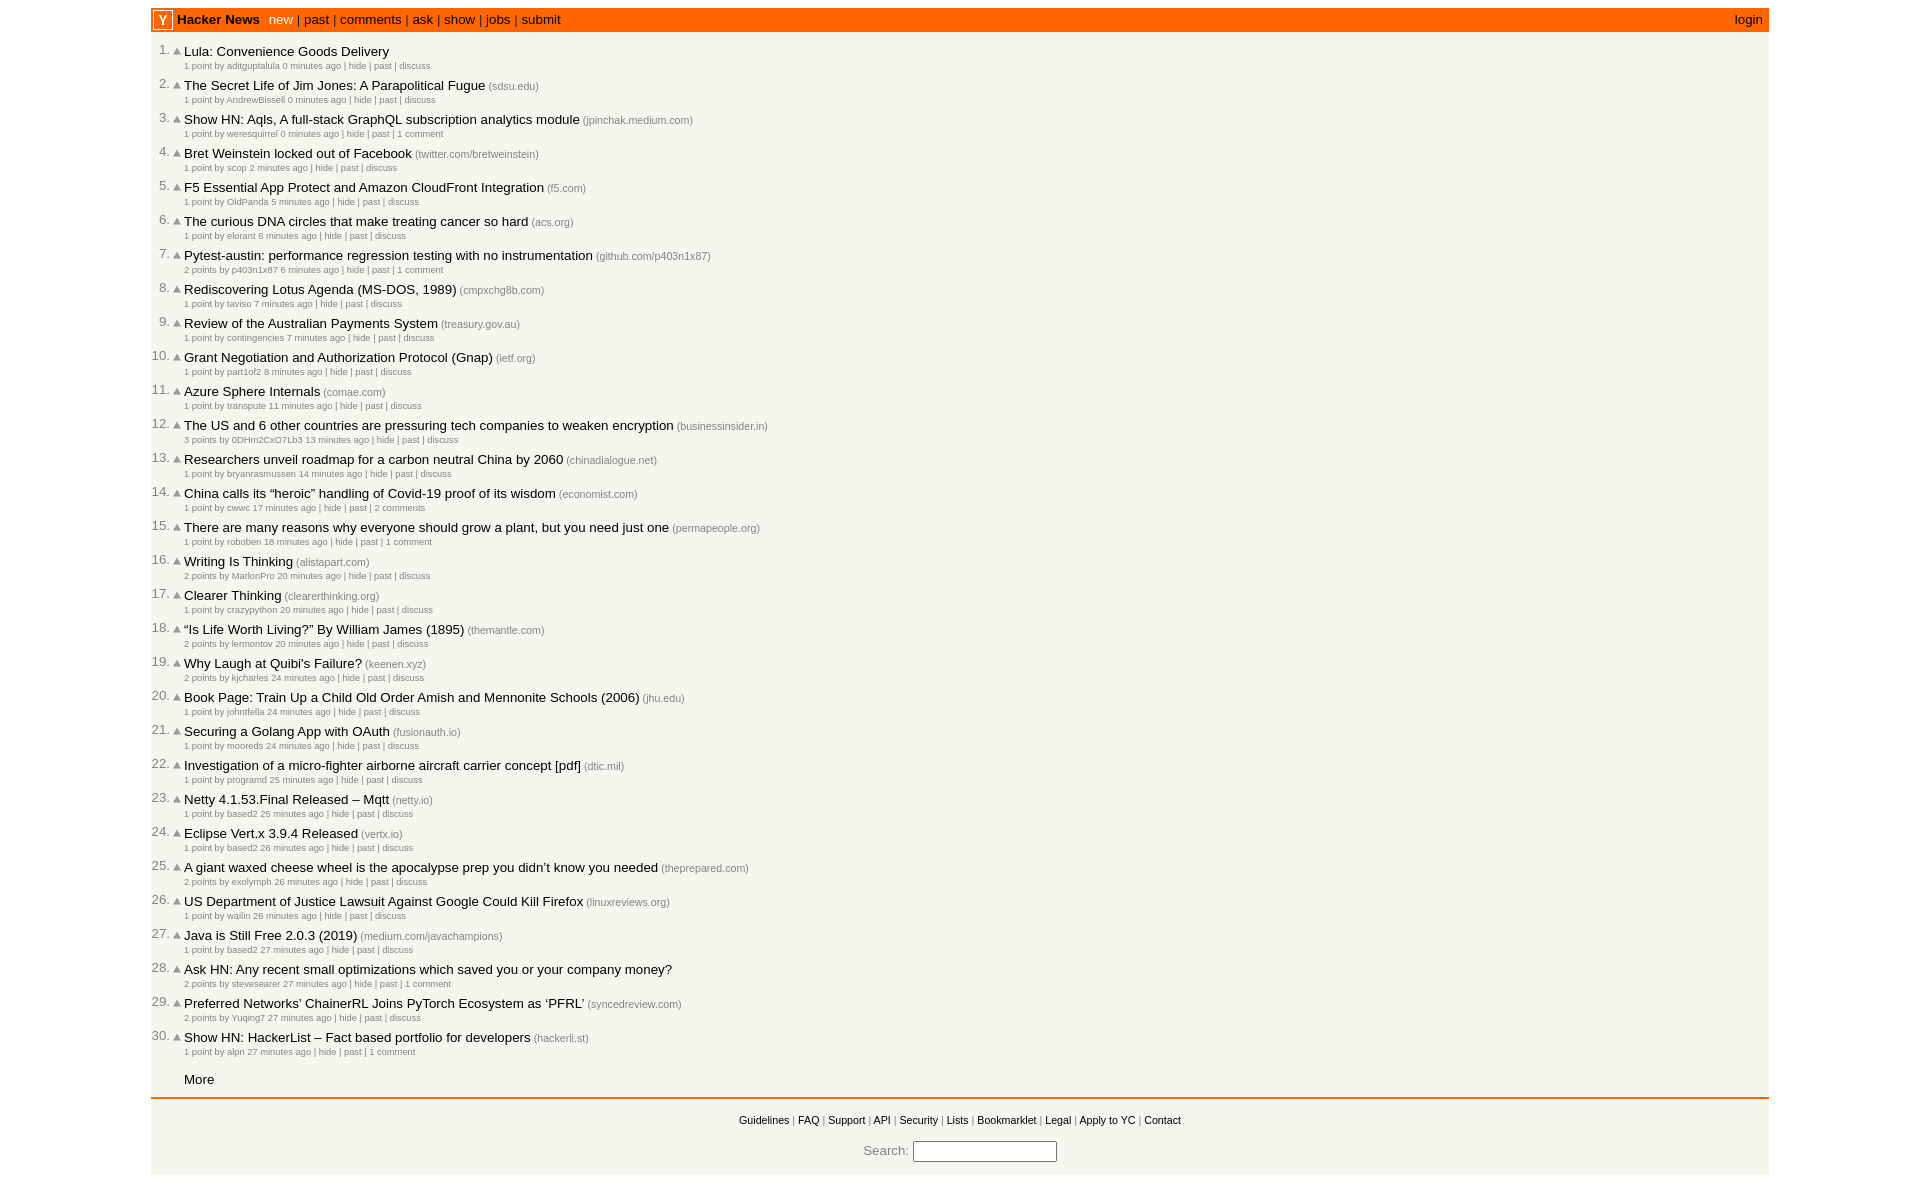 Y Hacker News new | past | comments | ask | show | jobs | submit login
1. Lula: Convenience Goods Delivery
1 point by aditguptalula 0 minutes ago | hide | past | discuss
2. The Secret Life of Jim Jones: A Parapolitical Fugue (sdsu.edu)
1 point by AndrewBissell 0 minutes ago | hide | past | discuss
3. Show HN: Aqls, A full-stack GraphQL subscription analytics module (jpinchak.medium.com)
1 point by weresquirrel 0 minutes ago | hide | past | 1 comment
4. Bret Weinstein locked out of Facebook (twitter.com/bretweinstein)
1 point by scop 2 minutes ago | hide | past | discuss
5. F5 Essential App Protect and Amazon CloudFront Integration (f5.com)
1 point by OldPanda 5 minutes ago | hide | past | discuss
6. The curious DNA circles that make treating cancer so hard (acs.org)
1 point by elorant 6 minutes ago | hide | past | discuss
7. Pytest-austin: performance regression testing with no instrumentation (github.com/p403n1x87)
2 points by p403n1x87 6 minutes ago | hide | past | 1 comment
8. Rediscovering Lotus Agenda (MS-DOS, 1989) (cmpxchg8b.com)
1 point by taviso 7 minutes ago | hide | past | discuss
9. Review of the Australian Payments System (treasury.gov.au)
1 point by contingencies 7 minutes ago | hide | past | discuss
10. Grant Negotiation and Authorization Protocol (Gnap) (ietf.org)
1 point by part1of2 8 minutes ago | hide | past | discuss
11. Azure Sphere Internals (comae.com)
1 point by transpute 11 minutes ago | hide | past | discuss
12. The US and 6 other countries are pressuring tech companies to weaken encryption (businessinsider.in)
3 points by 0DHm2CxO7Lb3 13 minutes ago | hide | past | discuss
13. Researchers unveil roadmap for a carbon neutral China by 2060 (chinadialogue.net)
1 point by bryanrasmussen 14 minutes ago | hide | past | discuss
14. China calls its “heroic” handling of Covid-19 proof of its wisdom (economist.com)
1 point by cwwc 17 minutes ago | hide | past | 2 comments
15. There are many reasons why everyone should grow a plant, but you need just one (permapeople.org)
1 point by roboben 18 minutes ago | hide | past | 1 comment
16. Writing Is Thinking (alistapart.com)
2 points by MarlonPro 20 minutes ago | hide | past | discuss
17. Clearer Thinking (clearerthinking.org)
1 point by crazypython 20 minutes ago | hide | past | discuss
18. “Is Life Worth Living?” By William James (1895) (themantle.com)
2 points by lermontov 20 minutes ago | hide | past | discuss
19. Why Laugh at Quibi's Failure? (keenen.xyz)
2 points by kjcharles 24 minutes ago | hide | past | discuss
20. Book Page: Train Up a Child Old Order Amish and Mennonite Schools (2006) (jhu.edu)
1 point by johntfella 24 minutes ago | hide | past | discuss
21. Securing a Golang App with OAuth (fusionauth.io)
1 point by mooreds 24 minutes ago | hide | past | discuss
22. Investigation of a micro-fighter airborne aircraft carrier concept [pdf] (dtic.mil)
1 point by programd 25 minutes ago | hide | past | discuss
23. Netty 4.1.53.Final Released – Mqtt (netty.io)
1 point by based2 25 minutes ago | hide | past | discuss
24. Eclipse Vert.x 3.9.4 Released (vertx.io)
1 point by based2 26 minutes ago | hide | past | discuss
25. A giant waxed cheese wheel is the apocalypse prep you didn’t know you needed (theprepared.com)
2 points by exolymph 26 minutes ago | hide | past | discuss
26. US Department of Justice Lawsuit Against Google Could Kill Firefox (linuxreviews.org)
1 point by wailin 26 minutes ago | hide | past | discuss
27. Java is Still Free 2.0.3 (2019) (medium.com/javachampions)
1 point by based2 27 minutes ago | hide | past | discuss
28. Ask HN: Any recent small optimizations which saved you or your company money?
2 points by stevesearer 27 minutes ago | hide | past | 1 comment
29. Preferred Networks’ ChainerRL Joins PyTorch Ecosystem as ‘PFRL’ (syncedreview.com)
2 points by Yuqing7 27 minutes ago | hide | past | discuss
30. Show HN: HackerList – Fact based portfolio for developers (hackerli.st)
1 point by alpn 27 minutes ago | hide | past | 1 comment
More
Guidelines | FAQ | Support | API | Security | Lists | Bookmarklet | Legal | Apply to YC | Contact
Search: